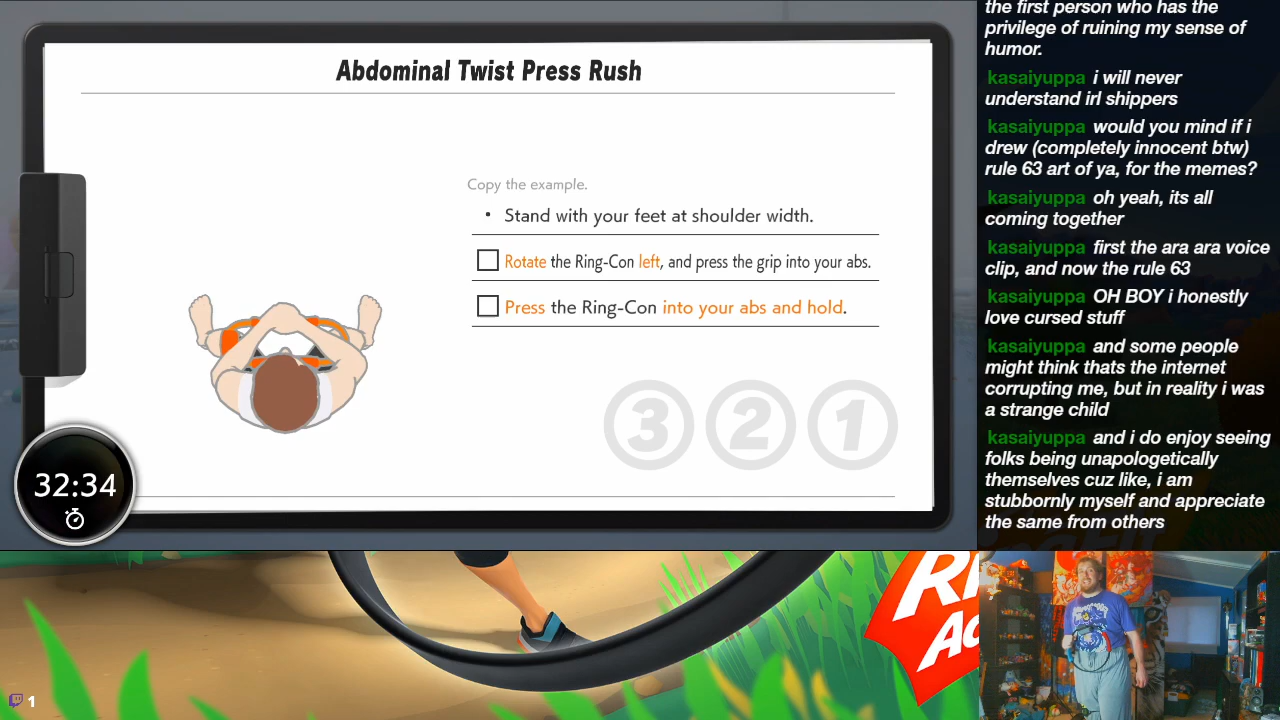 Abdominal Twist Press Rush
Copy the example.
• Stand with your feet at shoulder width.
Rotate the Ring-Con left, and press the grip into your abs.
Press the Ring-Con into your abs and hold.
3 2 1
32:34
1
the first person who has the
privilege of ruining my sense of
humor.
kasaiyuppa i will never
understand irl shippers
kasaiyuppa would you mind if i
drew (completely innocent btw)
rule 63 art of ya, for the memes?
kasaiyuppa oh yeah, its all
coming together
kasaiyuppa first the ara ara voice
clip, and now the rule 63
kasaiyuppa OH BOY i honestly
love cursed stuff
kasaiyuppa and some people
might think thats the internet
corrupting me, but in reality i was
a strange child
kasaiyuppa and i do enjoy seeing
folks being unapologetically
themselves cuz like, i am
stubbornly myself and appreciate
the same from others